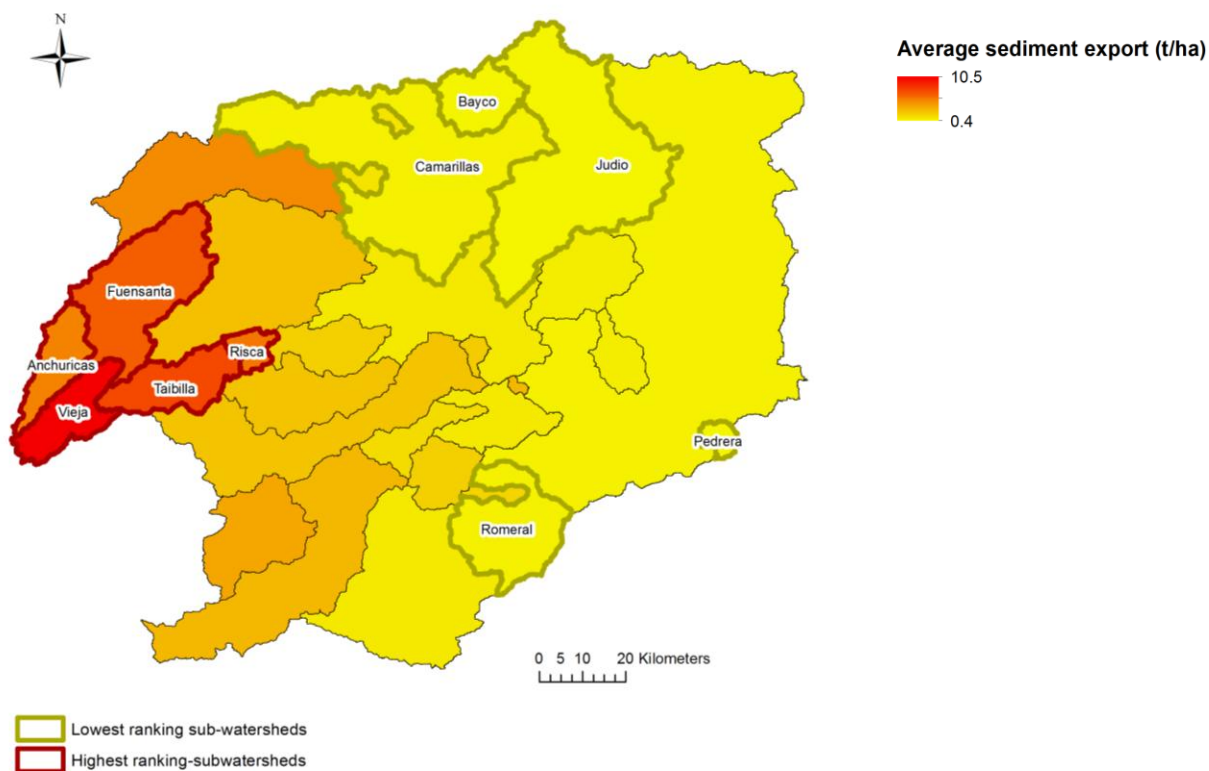 N
Average sediment export (t/ha)
10.5
0.4
Bayco
Camarillas
Judio
Fuensanta
Anchuricas
Risca
Taibilla
Vieja
Pedrera
Romeral
0 5 10 20 Kilometers
Lowest ranking sub-watersheds
Highest ranking-subwatersheds